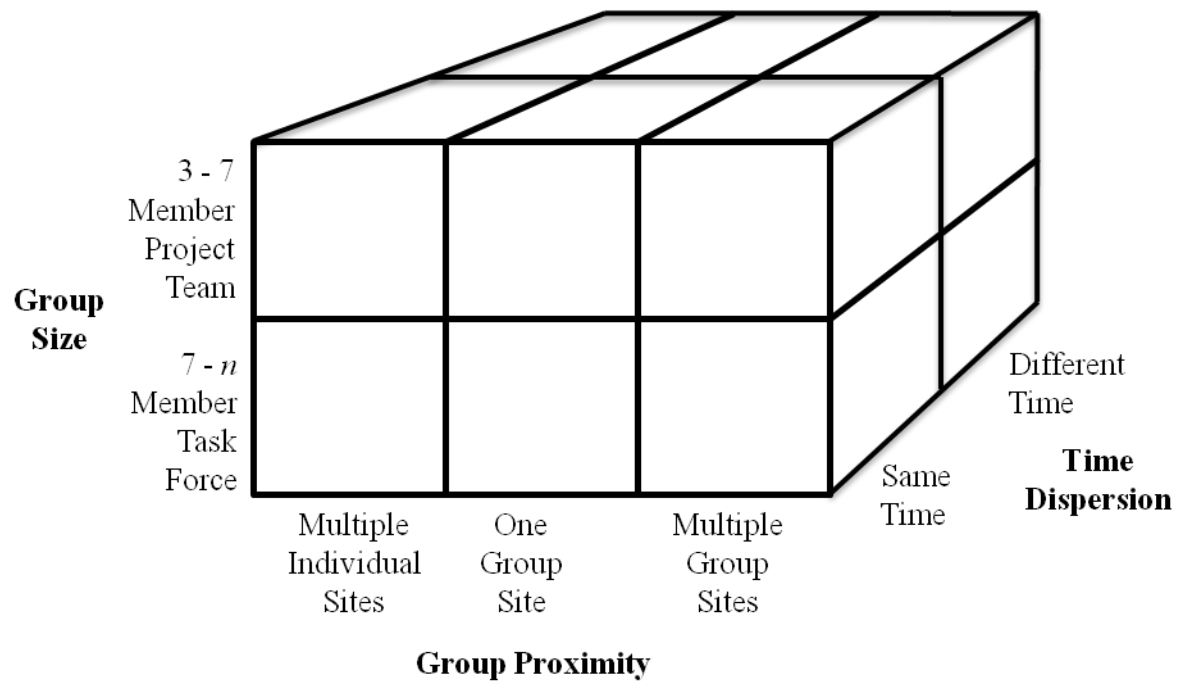 3 - 7
Member
Project
Team
Group
Size
7 - n
Member
Task
Force
Multiple
Individual
Sites
One
Group
Site
Multiple
Group
Sites
Group Proximity
Same
Time
Different
Time
Time
Dispersion